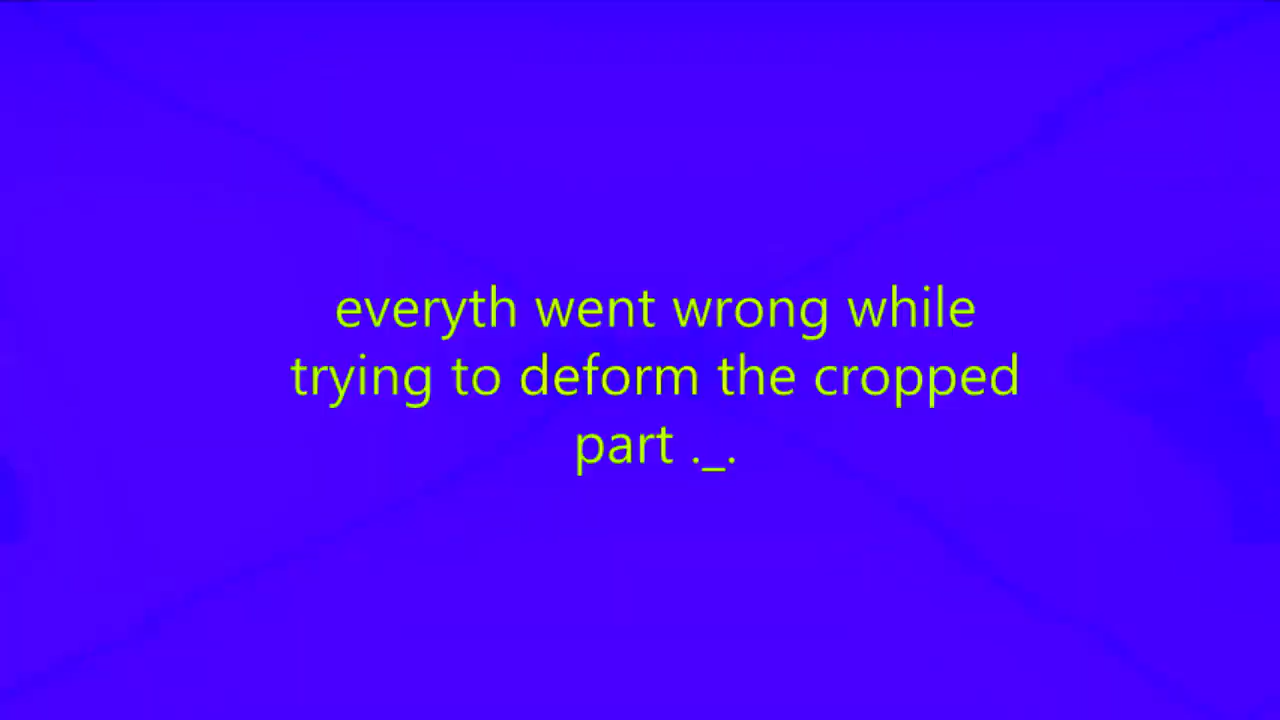 everyth went wrong while
trying to deform the cropped
part ._.